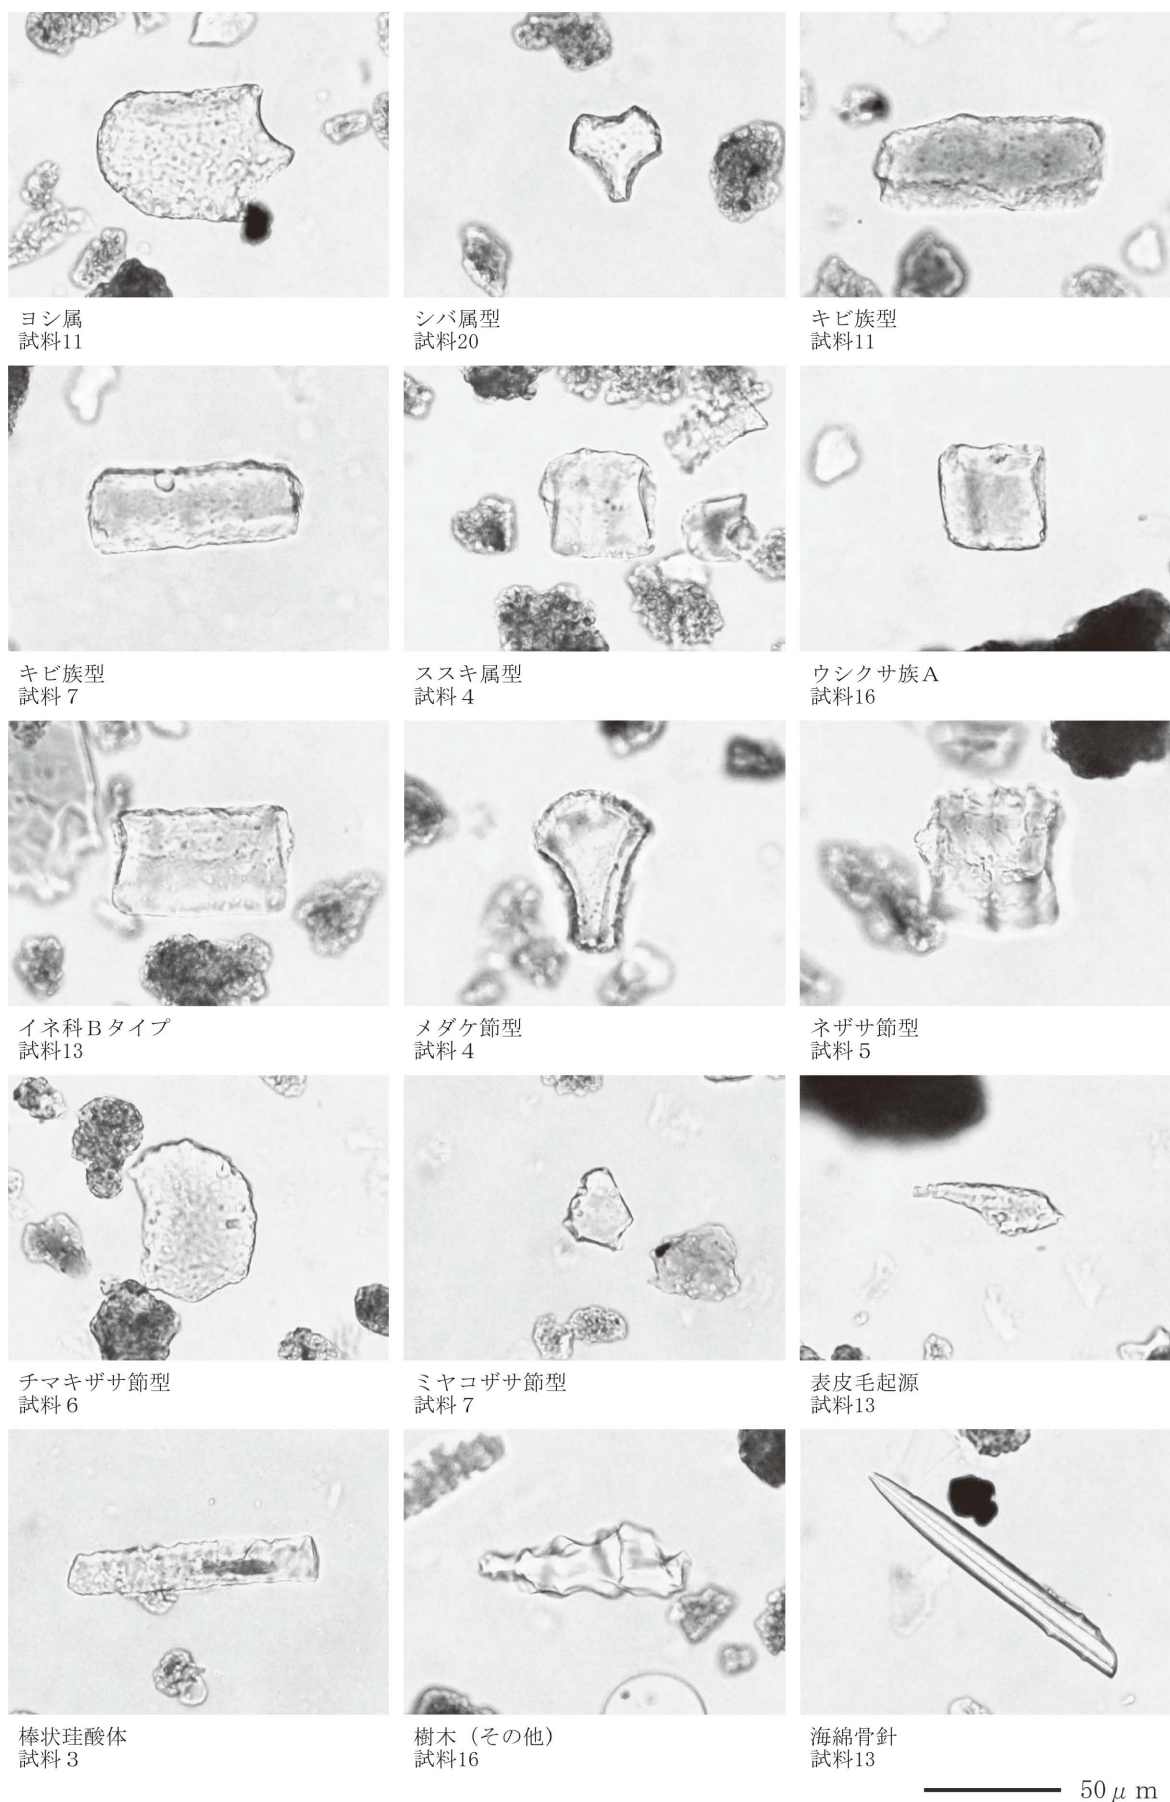 ヨシ属
試料11
シバ属型
試料20
キビ族型
試料11
キビ族型
試料７
ススキ属型
試料４
ウシクサ族Ａ
試料16
イネ科Ｂタイプ
試料13
メダケ節型
試料４
ネザサ節型
試料５
チマキザサ節型
試料６
ミヤコザサ節型
試料７
表皮毛起源
試料13
棒状珪酸体
試料３
樹木（その他）
試料16
海綿骨針
試料13
50μm